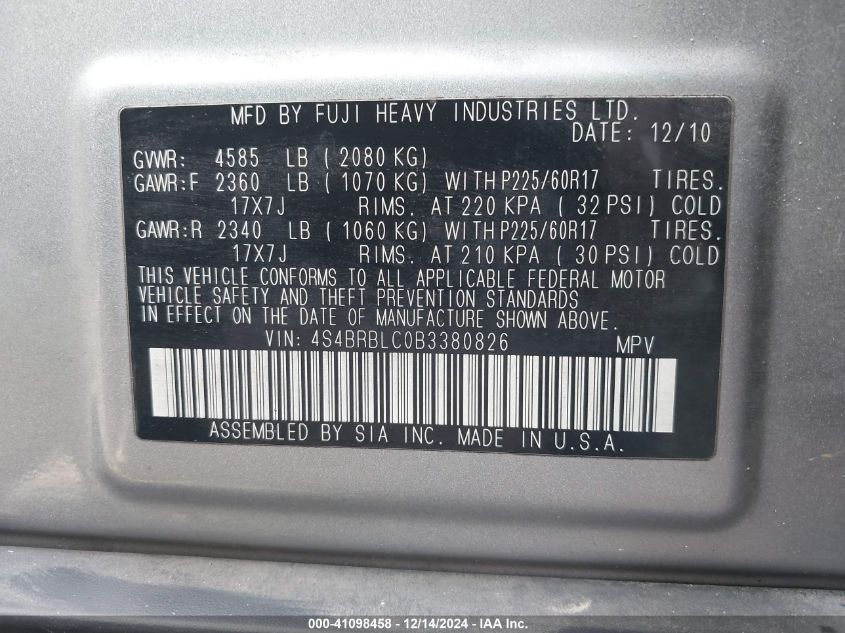 MFD BY FUJI HEAVY INDUSTRIES LTD.
DATE: 12/10
GVWR: 4585 LB ( 2080 KG)
GAWR:F 2360 LB ( 1070 KG) WITH P225/60R17 TIRES.
17X7J RIMS. AT 220 KPA ( 32 PSI) COLD
GAWR:R 2340 LB ( 1060 KG) WITH P225/60R17 TIRES.
17X7J RIMS. AT 210 KPA ( 30 PSI) COLD
THIS VEHICLE CONFORMS TO ALL APPLICABLE FEDERAL MOTOR
VEHICLE SAFETY AND THEFT PREVENTION STANDARDS
IN EFFECT ON THE DATE OF MANUFACTURE SHOWN ABOVE.
VIN: 4S4BRBLC0B3380826 MPV
ASSEMBLED BY SIA INC. MADE IN U.S.A.
000-41098458 - 12/14/2024 - IAA Inc.